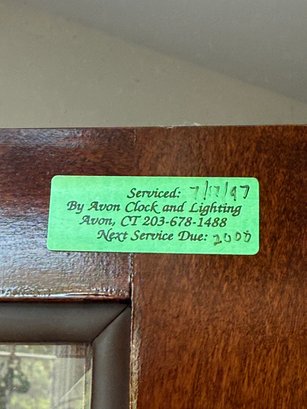 Serviced: 7/17/97
By Avon Clock and Lighting
Avon, CT 203-678-1488
Next Service Due: 2000